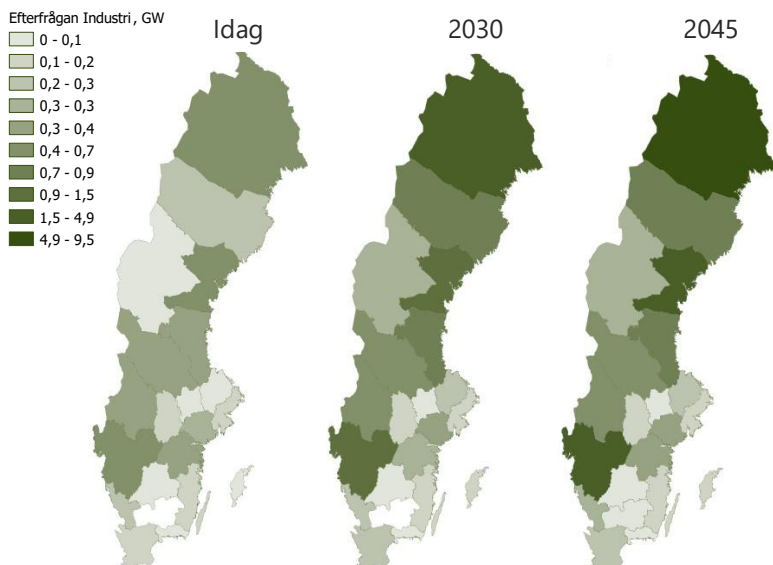 Efterfrågan Industri, GW
0 - 0,1
0,1 - 0,2
0,2 - 0,3
0,3 - 0,3
0,3 - 0,4
0,4 - 0,7
0,7 - 0,9
0,9 - 1,5
1,5 - 4,9
4,9 - 9,5
Idag
2030
2045